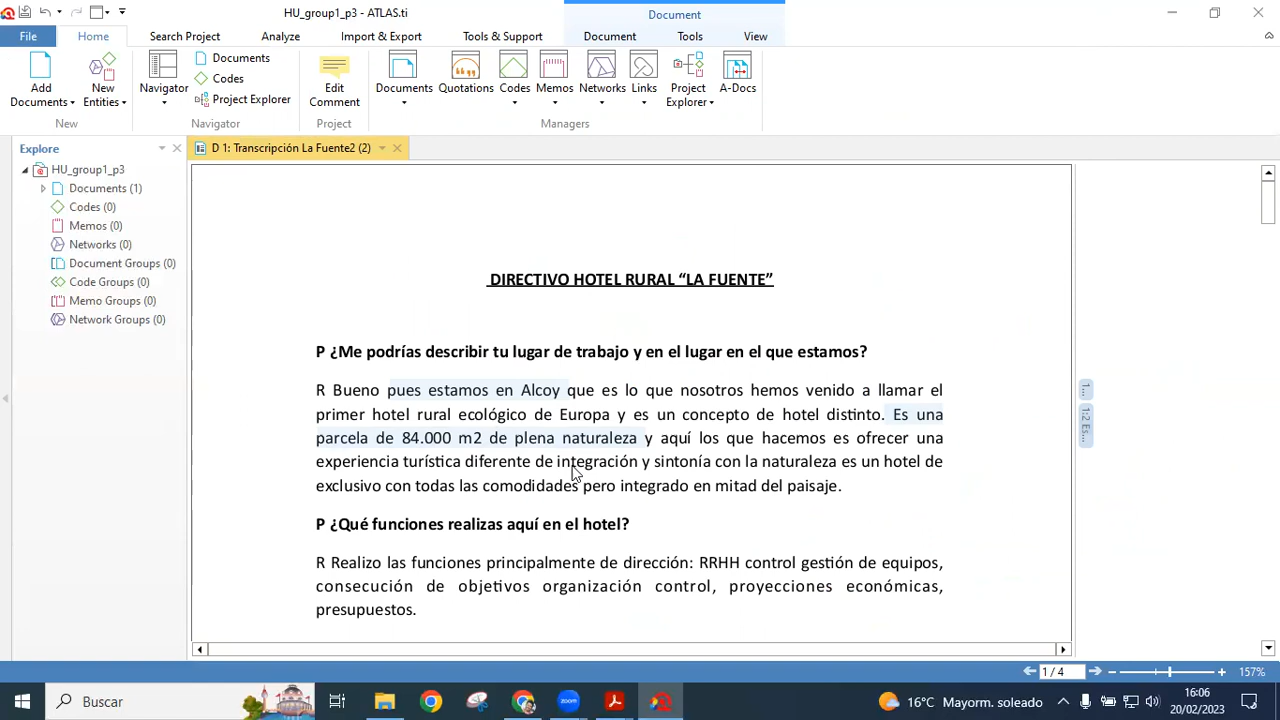 HU_group1_p3 - ATLAS.ti
Document
File
Home
Search Project
Analyze
Import & Export
Tools & Support
Document
Tools
View
Add Documents
New Entities
New
Navigator
Documents
Codes
Project Explorer
Navigator
Edit Comment
Project
Documents
Quotations
Codes
Memos
Networks
Links
Project Explorer
A-Docs
Managers
Explore
HU_group1_p3
Documents (1)
Codes (0)
Memos (0)
Networks (0)
Document Groups (0)
Code Groups (0)
Memo Groups (0)
Network Groups (0)
D 1: Transcripción La Fuente2 (2)
DIRECTIVO HOTEL RURAL “LA FUENTE”
P ¿Me podrías describir tu lugar de trabajo y en el lugar en el que estamos?
R Bueno pues estamos en Alcoy que es lo que nosotros hemos venido a llamar el
primer hotel rural ecológico de Europa y es un concepto de hotel distinto. Es una
parcela de 84.000 m2 de plena naturaleza y aquí los que hacemos es ofrecer una
experiencia turística diferente de integración y sintonía con la naturaleza es un hotel de
exclusivo con todas las comodidades pero integrado en mitad del paisaje.
P ¿Qué funciones realizas aquí en el hotel?
R Realizo las funciones principalmente de dirección: RRHH control gestión de equipos,
consecución de objetivos organización control, proyecciones económicas,
presupuestos.
1...
1:2 Es...
1 / 4
157%
Buscar
zoom
16°C Mayorm. soleado
16:06
20/02/2023